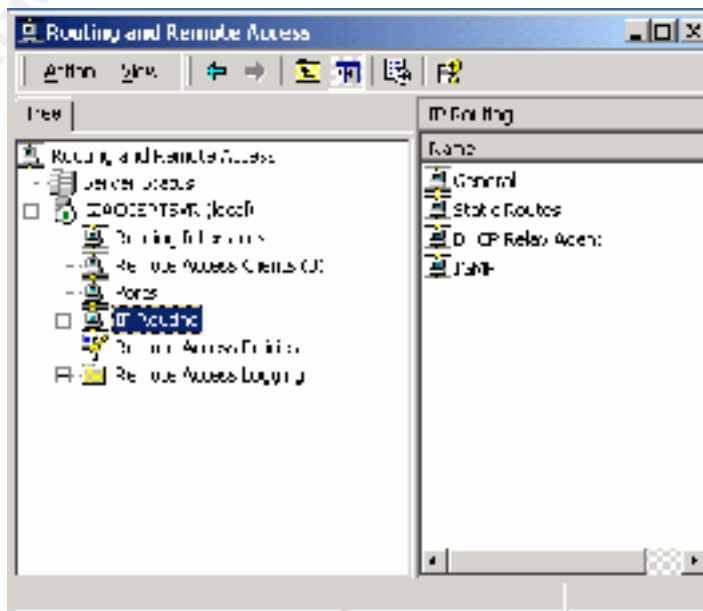 Routing and Remote Access
Action View
Tree
IP Routing
Name
Routing and Remote Access
Server Status
(local)
Routing Interfaces
Remote Access Clients (0)
Ports
IP Routing
Remote Access Policies
Remote Access Logging
General
Static Routes
DHCP Relay Agent
IGMP